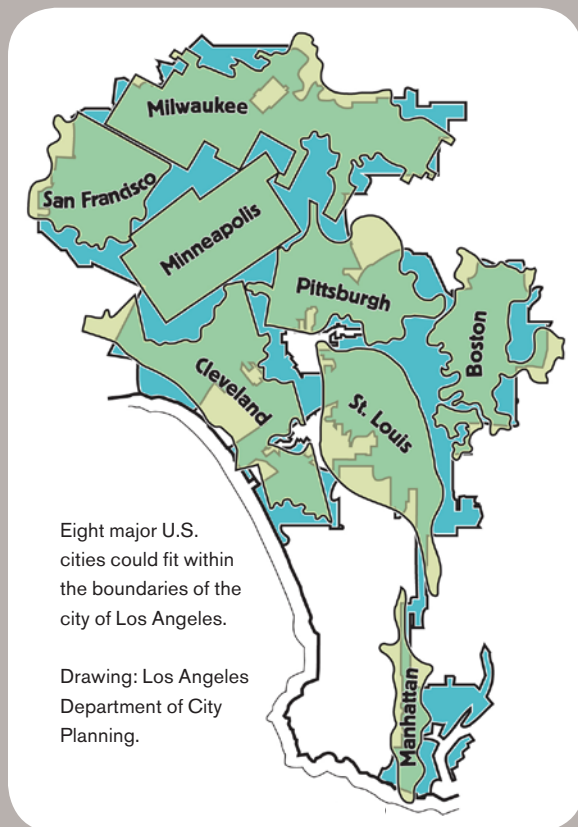 Milwaukee
San Francisco
Minneapolis
Pittsburgh
Boston
Cleveland
St. Louis
Eight major U.S.
cities could fit within
the boundaries of the
city of Los Angeles.
Drawing: Los Angeles
Department of City
Planning.
Manhattan